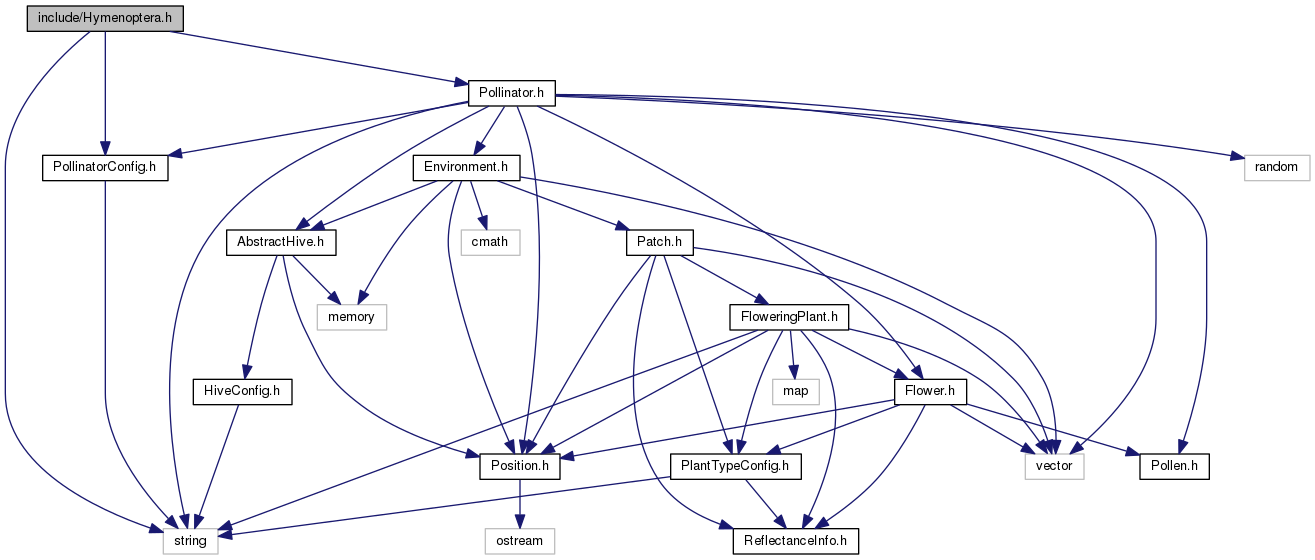 include/Hymenoptera.h
Pollinator.h
PollinatorConfig.h
Environment.h
random
AbstractHive.h
cmath
Patch.h
memory
FloweringPlant.h
HiveConfig.h
map
Flower.h
Position.h
PlantTypeConfig.h
vector
Pollen.h
string
ostream
ReflectanceInfo.h